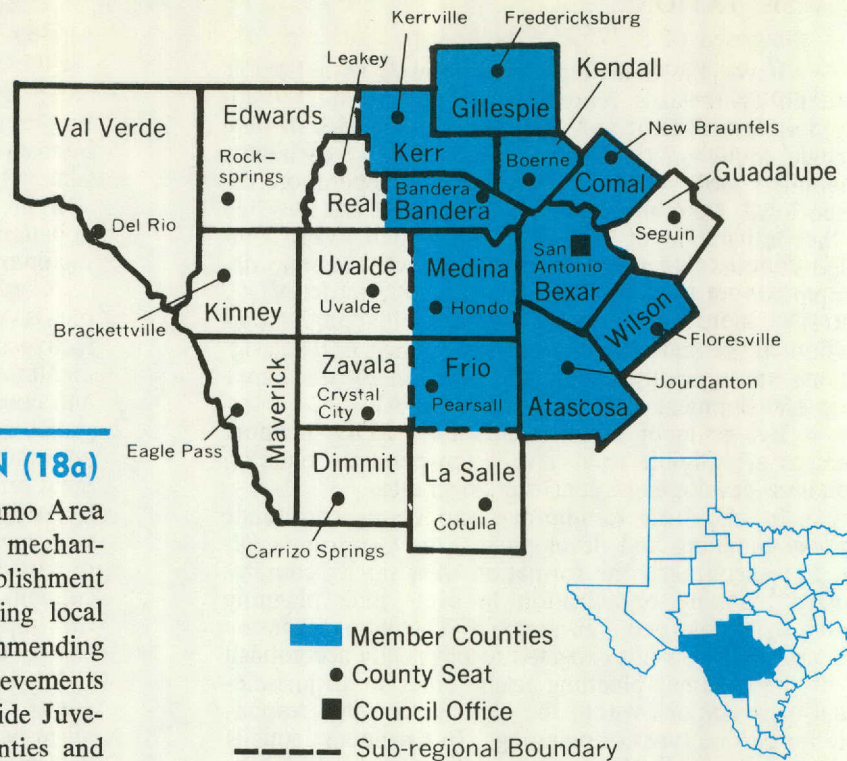 Kerrville
Fredericksburg
Leakey
Kendall
Val Verde
Edwards
Gillespie
New Braunfels
Kerr
Boerne
Rock-
springs
Comal
Guadalupe
Real
Bandera
Bandera
Del Rio
Seguin
Uvalde
Medina
San
Antonio
Uvalde
Hondo
Bexar
Kinney
Wilson
Brackettville
Floresville
Zavala
Frio
Maverick
Crystal
City
Pearsall
Jourdanton
Atascosa
Eagle Pass
Dimmit
La Salle
Cotulla
Carrizo Springs
N (18a)
amo Area
mechan-
blishment
ing local
nmending
ievements
ide Juve-
nties and
Member Counties
County Seat
Council Office
Sub-regional Boundary